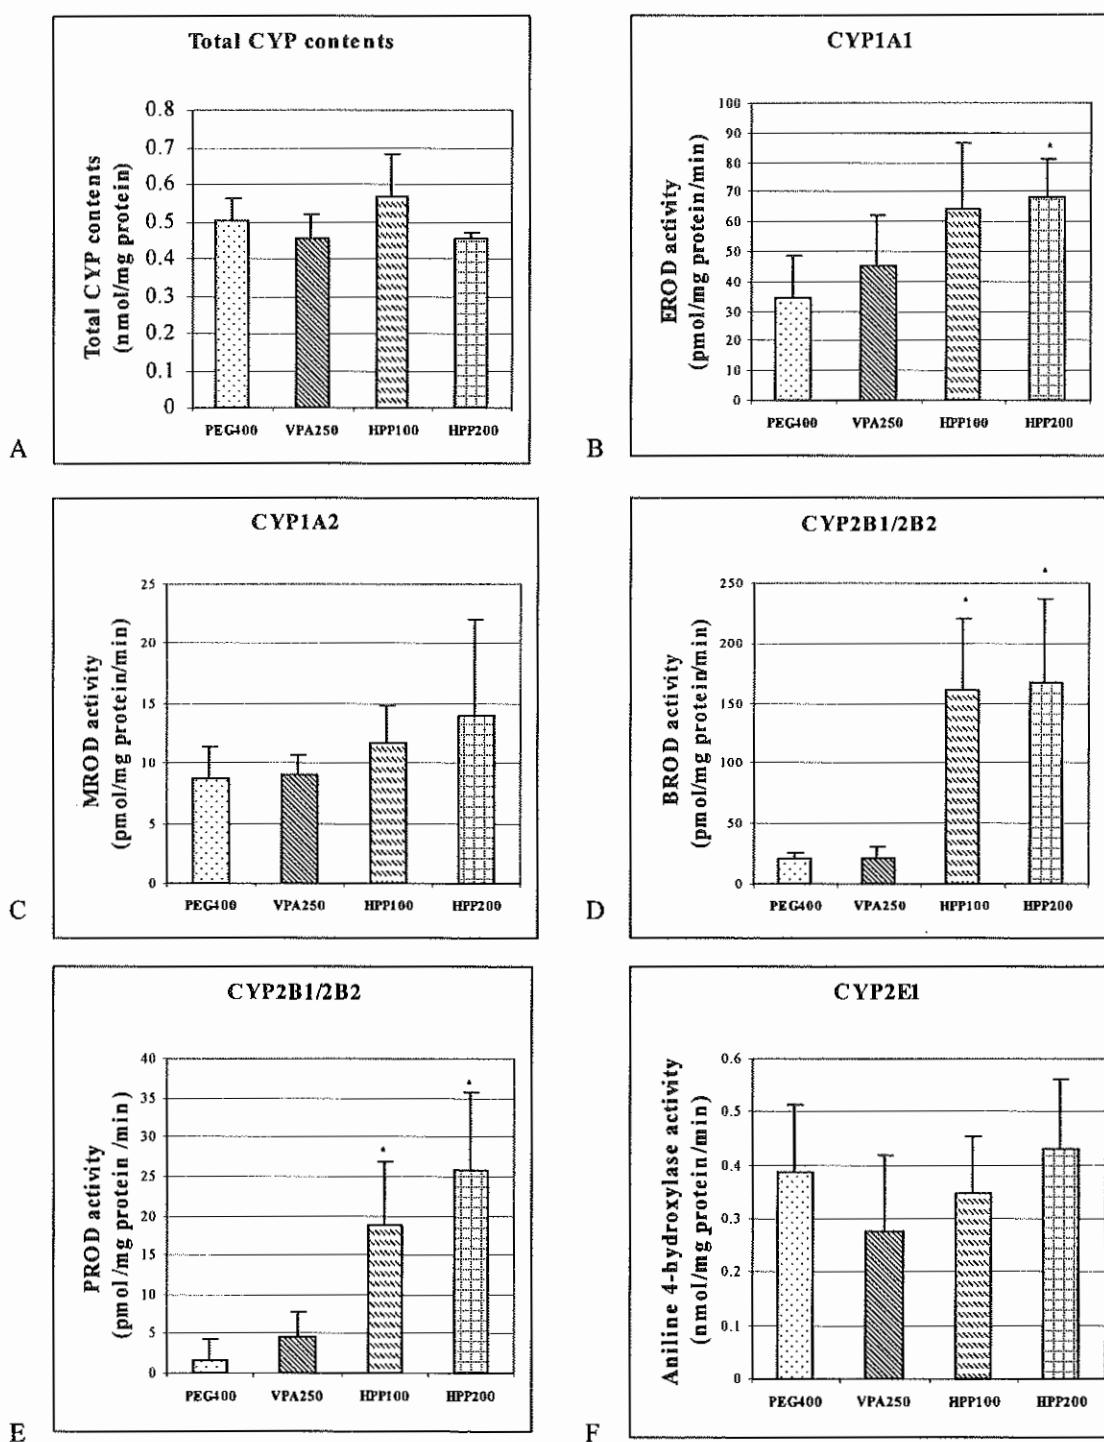 Total CYP contents
Total CYP contents
(nmol/mg protein)
0.8
0.7
0.6
0.5
0.4
0.3
0.2
0.1
0
PEG400 VPA250 HPP100 HPP200
A
CYP1A1
EROD activity
(pmol/mg protein/min)
100
90
80
70
60
50
40
30
20
10
0
*
PEG400 VPA250 HPP100 HPP200
B
CYP1A2
MROD activity
(pmol/mg protein/min)
25
20
15
10
5
0
PEG400 VPA250 HPP100 HPP200
C
CYP2B1/2B2
BROD activity
(pmol/mg protein/min)
250
200
150
100
50
0
* *
PEG400 VPA250 HPP100 HPP200
D
CYP2B1/2B2
PROD activity
(pmol/mg protein /min)
40
35
30
25
20
15
10
5
0
* *
PEG400 VPA250 HPP100 HPP200
E
CYP2E1
Aniline 4-hydroxylase activity
(nmol/mg protein/min)
0.6
0.5
0.4
0.3
0.2
0.1
0
PEG400 VPA250 HPP100 HPP200
F